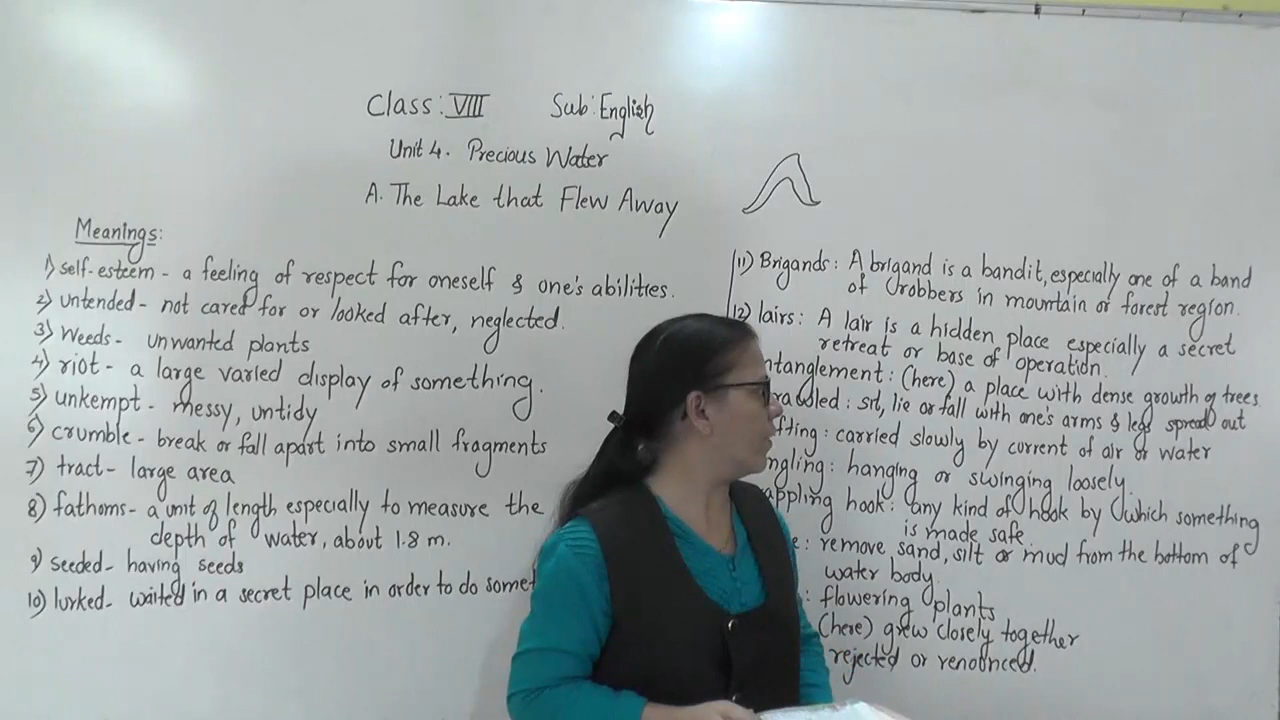 Class: VIII Sub: English
Unit 4. Precious Water
A. The Lake that Flew Away
Meanings:
1) self-esteem - a feeling of respect for oneself & one's abilities.
2) untended - not cared for or looked after, neglected.
3) Weeds - unwanted plants
4) riot - a large varied display of something.
5) unkempt - messy, untidy
6) crumble - break or fall apart into small fragments
7) tract - large area
8) fathoms - a unit of length especially to measure the
depth of water, about 1.8 m.
9) seeded - having seeds
10) lurked - waited in a secret place in order to do
11) Brigands: A brigand is a bandit, especially one of a band
of robbers in mountain or forest region.
12) lairs: A lair is a hidden place especially a secret
retreat or base of operation.
ntanglement: (here) a place with dense growth of trees
: sit, lie or fall with one's arms & legs spread out
fting: carried slowly by current of air or water
ngling: hanging or swinging loosely.
appling hook: any kind of hook by which something
is made safe.
e: remove sand, silt or mud from the bottom of
water body.
: flowering plants
(here) grew closely together
rejected or renounced.